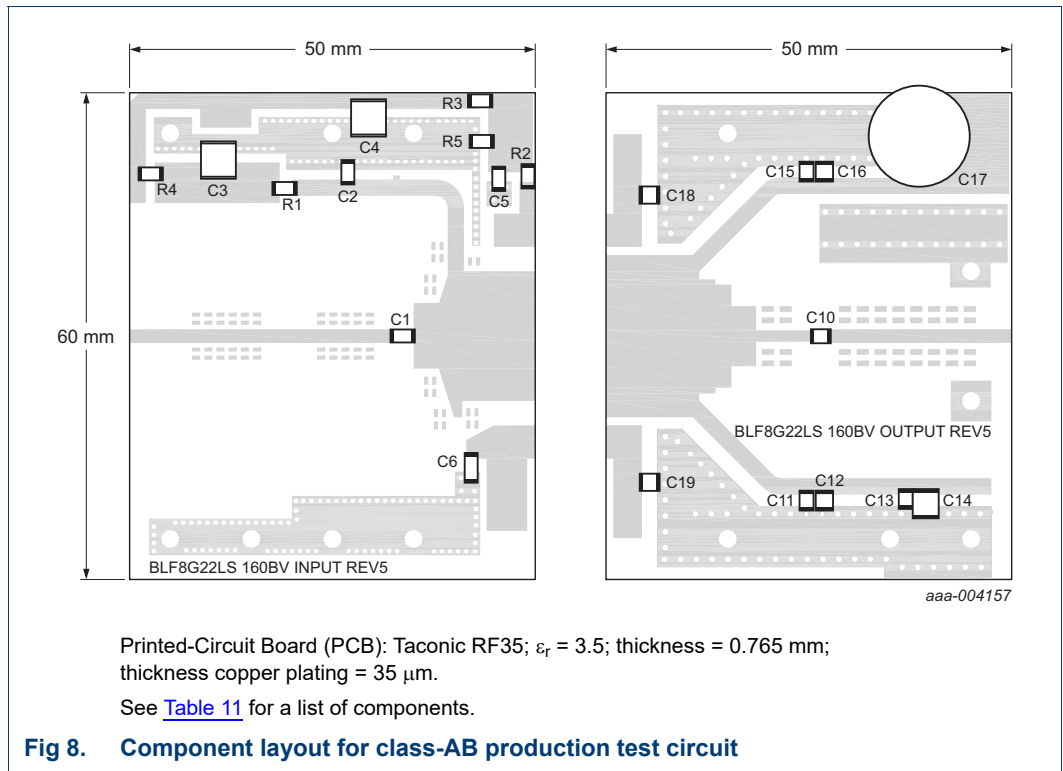 50 mm
50 mm
60 mm
R3
C4
R5
R2
C3
R4
R1
C2
C5
C1
C6
BLF8G22LS 160BV INPUT REV5
C15
C16
C17
C18
C10
BLF8G22LS 160BV OUTPUT REV5
C12
C19
C11
C13
C14
aaa-004157
Printed-Circuit Board (PCB): Taconic RF35; εr = 3.5; thickness = 0.765 mm;
thickness copper plating = 35 μm.
See Table 11 for a list of components.
Fig 8. Component layout for class-AB production test circuit